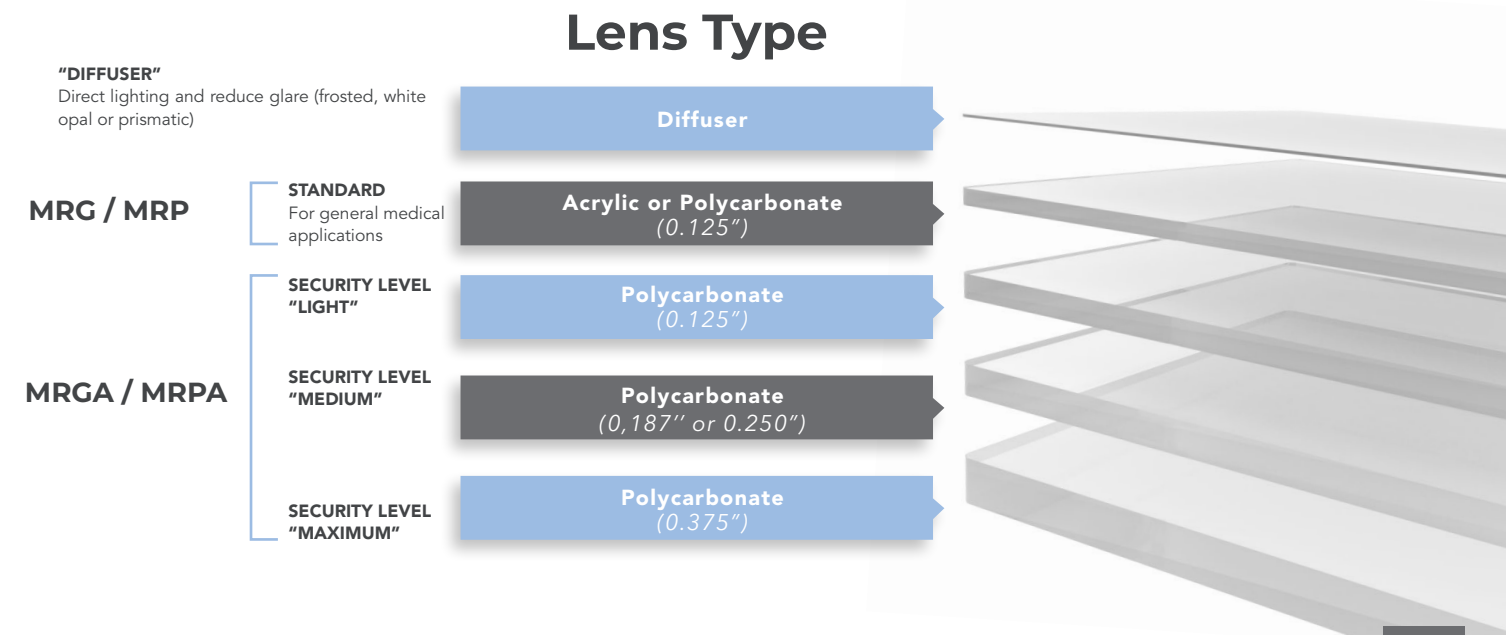 Lens Type
“DIFFUSER”
Direct lighting and reduce glare (frosted, white
opal or prismatic)
Diffuser
MRG / MRP
STANDARD
For general medical
applications
Acrylic or Polycarbonate
(0.125”)
MRGA / MRPA
SECURITY LEVEL
“LIGHT”
Polycarbonate
(0.125”)
SECURITY LEVEL
“MEDIUM”
Polycarbonate
(0,187’’ or 0.250”)
SECURITY LEVEL
“MAXIMUM”
Polycarbonate
(0.375”)